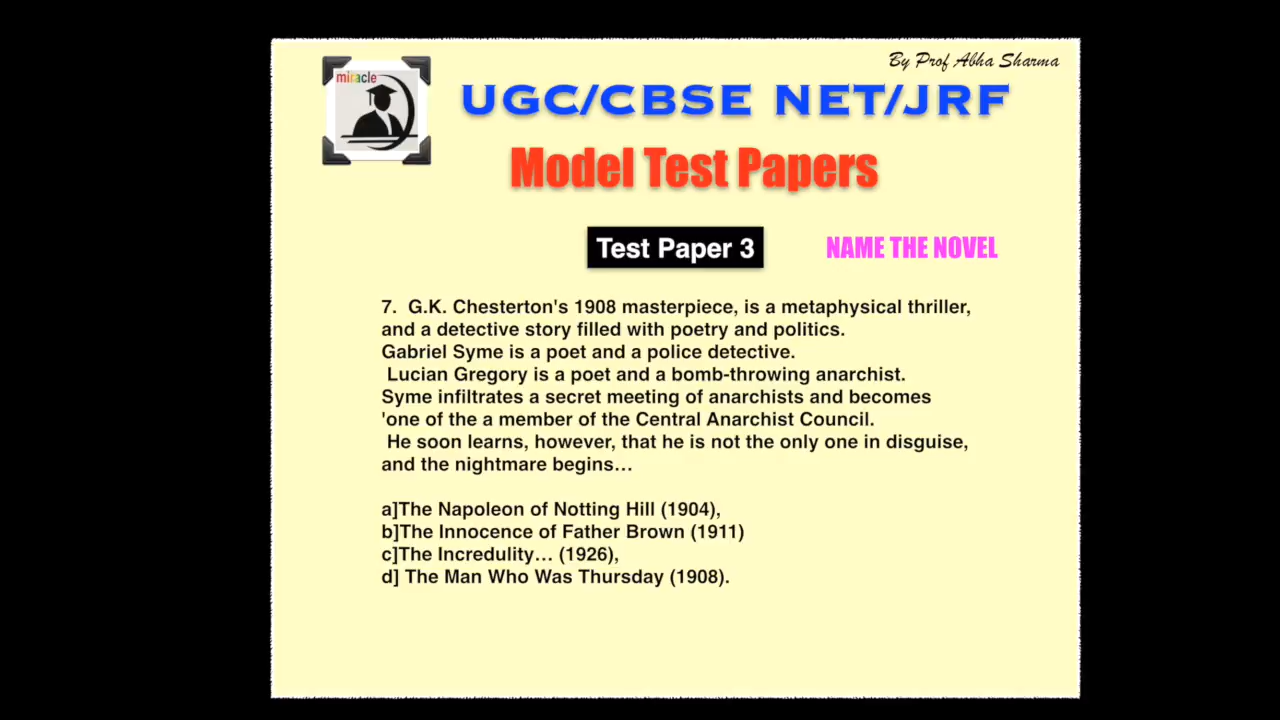 By Prof Abha Sharma
miracle
UGC/CBSE NET/JRF
Model Test Papers
Test Paper 3
NAME THE NOVEL
7.  G.K. Chesterton's 1908 masterpiece, is a metaphysical thriller,
and a detective story filled with poetry and politics.
Gabriel Syme is a poet and a police detective.
Lucian Gregory is a poet and a bomb-throwing anarchist.
Syme infiltrates a secret meeting of anarchists and becomes
'one of the a member of the Central Anarchist Council.
He soon learns, however, that he is not the only one in disguise,
and the nightmare begins…
a]The Napoleon of Notting Hill (1904),
b]The Innocence of Father Brown (1911)
c]The Incredulity… (1926),
d] The Man Who Was Thursday (1908).